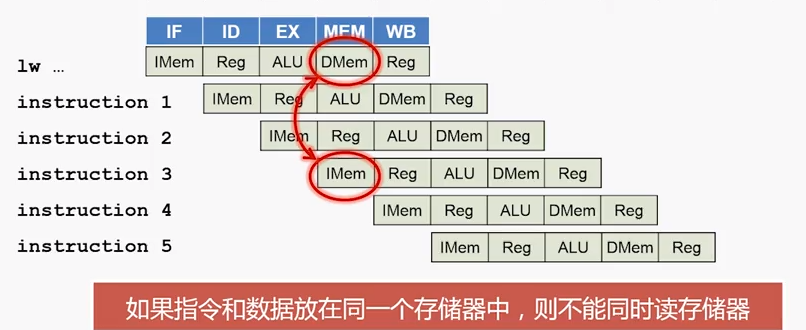 IF ID EX MEM WB
lw … IMem Reg ALU DMem Reg
instruction 1 IMem Reg ALU DMem Reg
instruction 2 IMem Reg ALU DMem Reg
instruction 3 IMem Reg ALU DMem Reg
instruction 4 IMem Reg ALU DMem Reg
instruction 5 IMem Reg ALU DMem Reg
如果指令和数据放在同一个存储器中，则不能同时读存储器